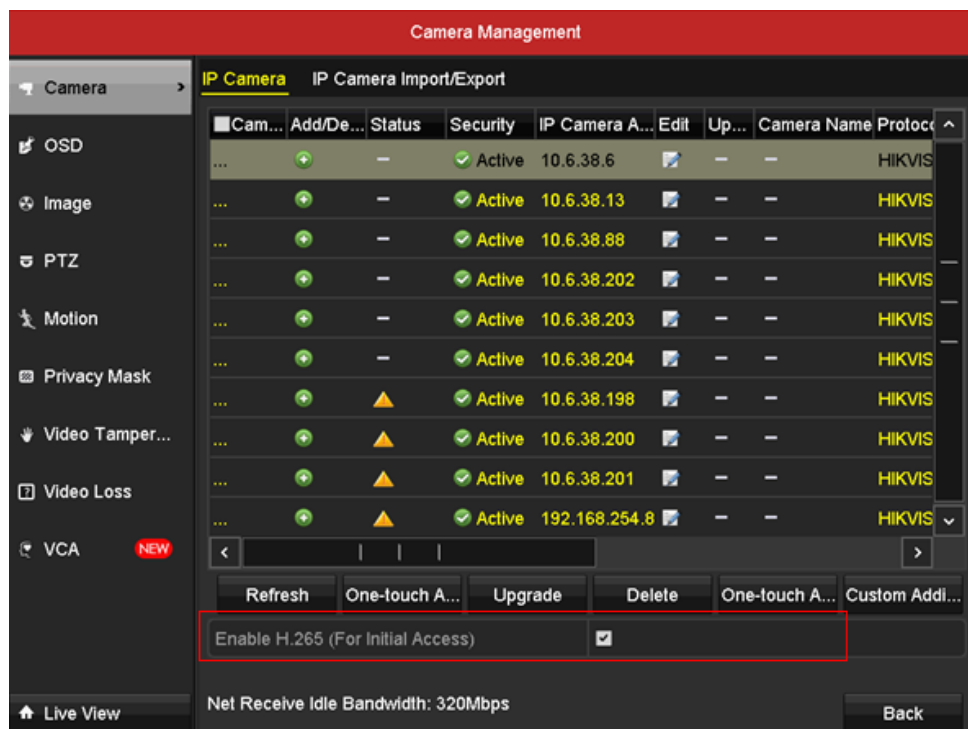 Camera Management
Camera
OSD
Image
PTZ
Motion
Privacy Mask
Video Tamper...
Video Loss
VCA NEW
Live View
IP Camera IP Camera Import/Export
Cam... Add/De... Status Security IP Camera A... Edit Up... Camera Name Protoco
... – Active 10.6.38.6 – – HIKVIS
... – Active 10.6.38.13 – – HIKVIS
... – Active 10.6.38.88 – – HIKVIS
... – Active 10.6.38.202 – – HIKVIS
... – Active 10.6.38.203 – – HIKVIS
... – Active 10.6.38.204 – – HIKVIS
... Active 10.6.38.198 – – HIKVIS
... Active 10.6.38.200 – – HIKVIS
... Active 10.6.38.201 – – HIKVIS
... Active 192.168.254.8 – – HIKVIS
Refresh One-touch A... Upgrade Delete One-touch A... Custom Addi...
Enable H.265 (For Initial Access)
Net Receive Idle Bandwidth: 320Mbps
Back